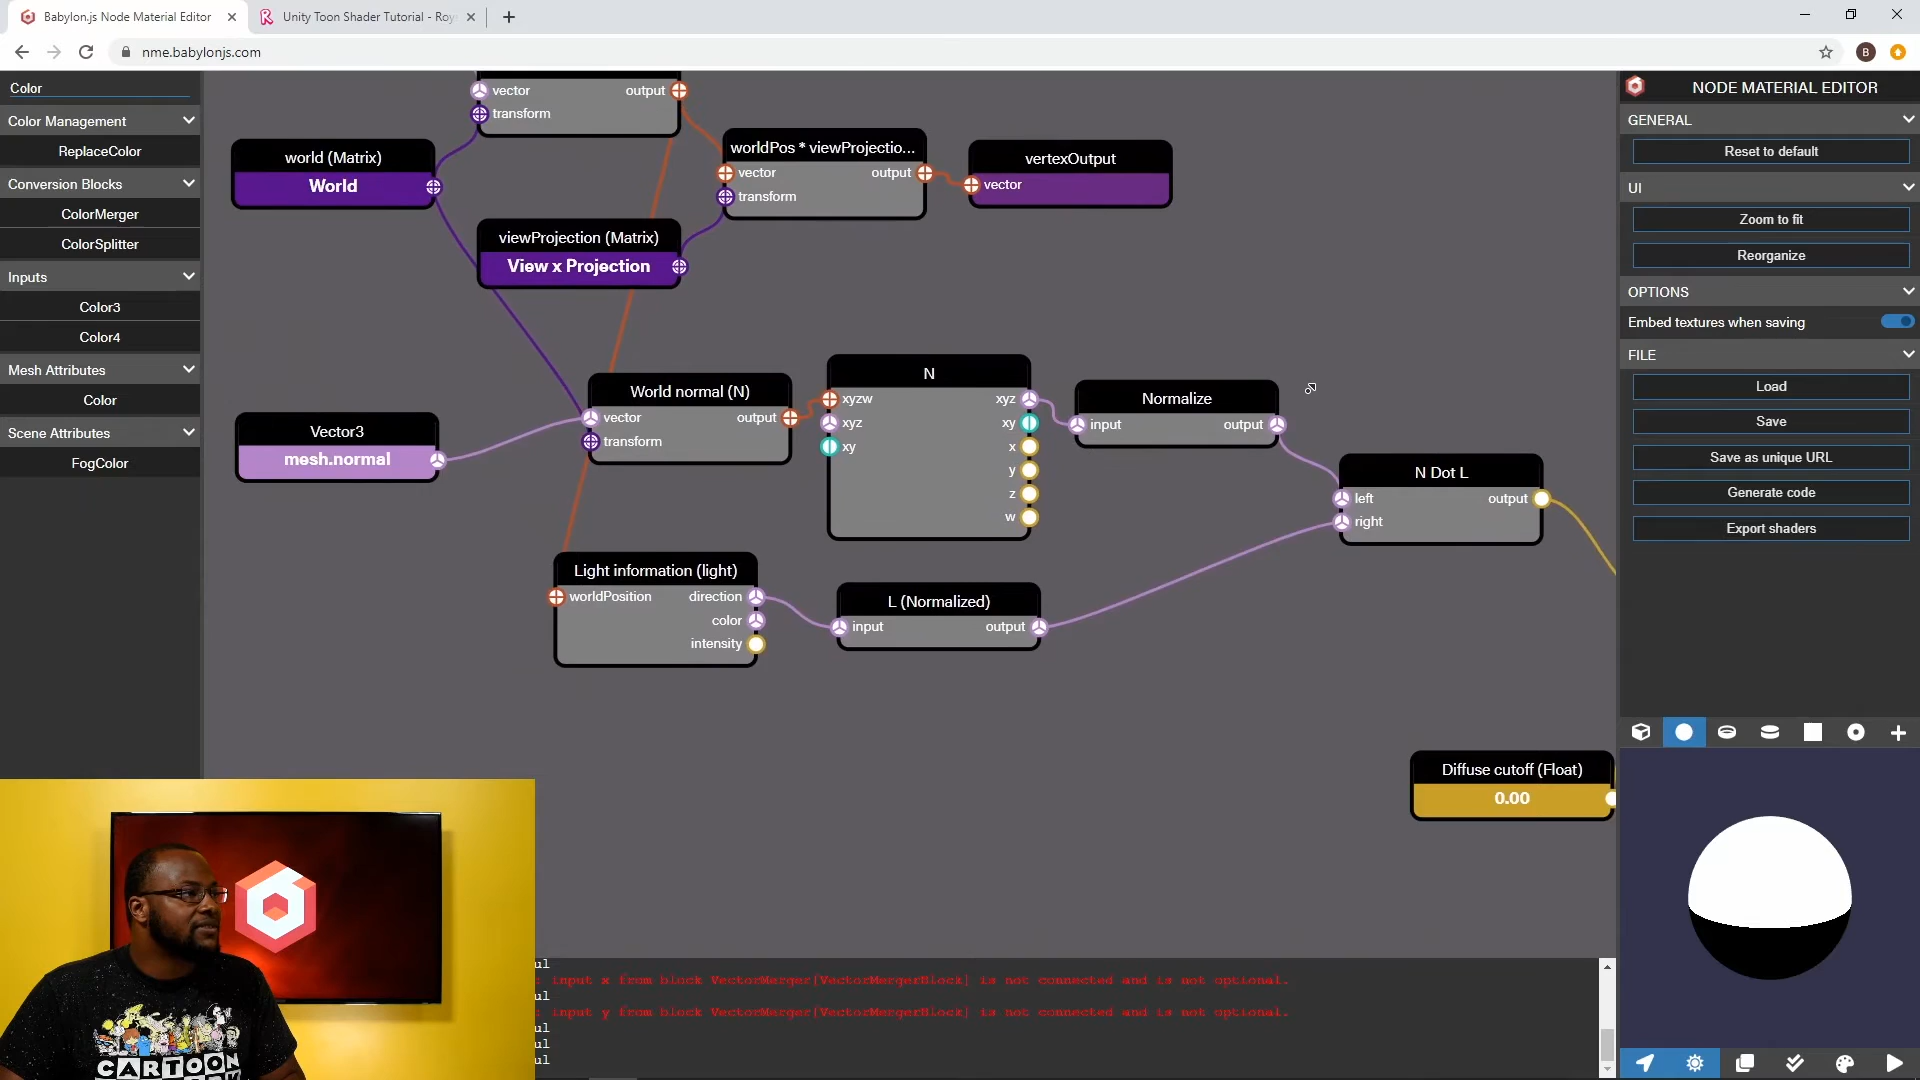 Babylon.js Node Material Editor
Unity Toon Shader Tutorial - Roy
nme.babylonjs.com
B
Color
Color Management
ReplaceColor
Conversion Blocks
ColorMerger
ColorSplitter
Inputs
Color3
Color4
Mesh Attributes
Color
Scene Attributes
FogColor
vector output
transform
world (Matrix)
World
worldPos * viewProjectio...
vector output
transform
vertexOutput
vector
viewProjection (Matrix)
View x Projection
World normal (N)
vector output
transform
N
xyzw xyz
xyz xy
xy x
y
z
w
Normalize
input output
Vector3
mesh.normal
N Dot L
left output
right
Light information (light)
worldPosition direction
color
intensity
L (Normalized)
input output
Diffuse cutoff (Float)
0.00
NODE MATERIAL EDITOR
GENERAL
Reset to default
UI
Zoom to fit
Reorganize
OPTIONS
Embed textures when saving
FILE
Load
Save
Save as unique URL
Generate code
Export shaders
ul
: input x from block VectorMerger[VectorMergerBlock] is not connected and is not optional.
ul
: input y from block VectorMerger[VectorMergerBlock] is not connected and is not optional.
ul
ul
ul
CARTOON